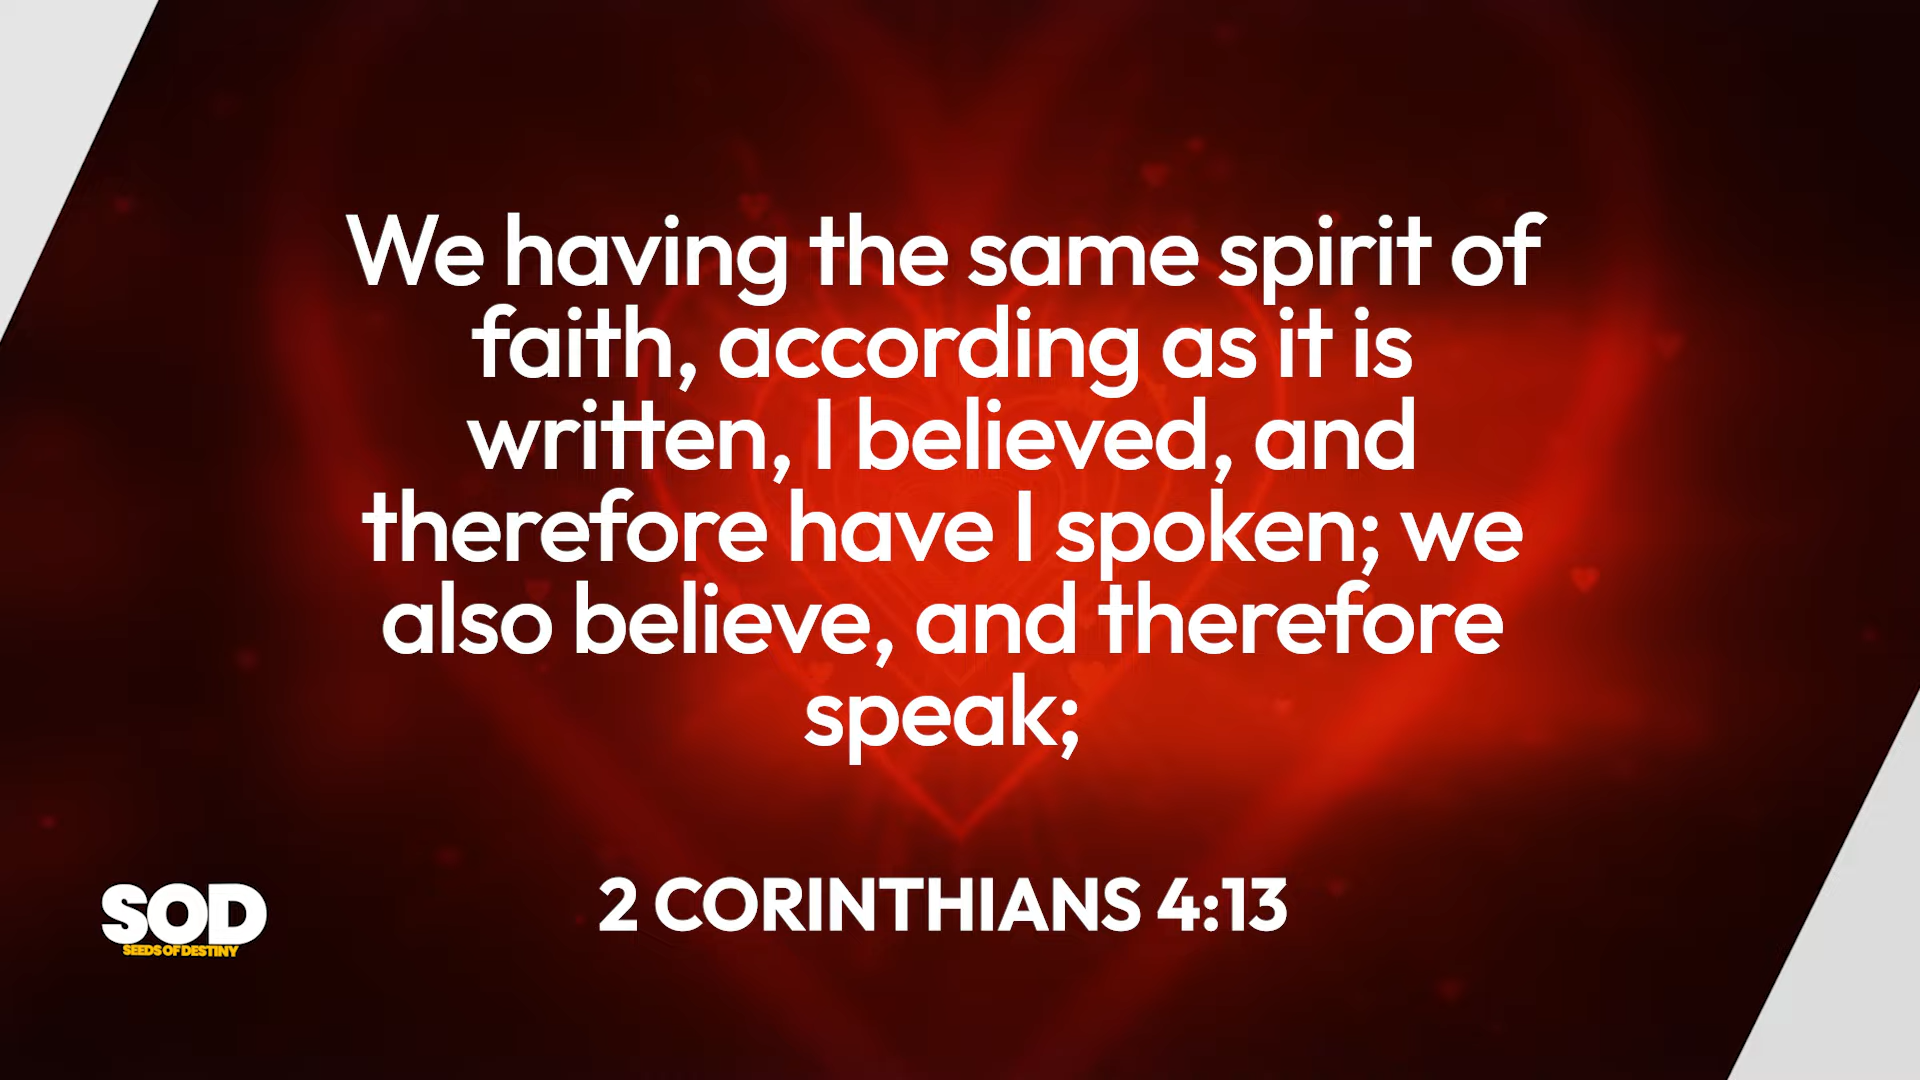 We having the same spirit of
faith, according as it is
written, I believed, and
therefore have I spoken; we
also believe, and therefore
speak;
2 CORINTHIANS 4:13
SOD
SEEDS OF DESTINY